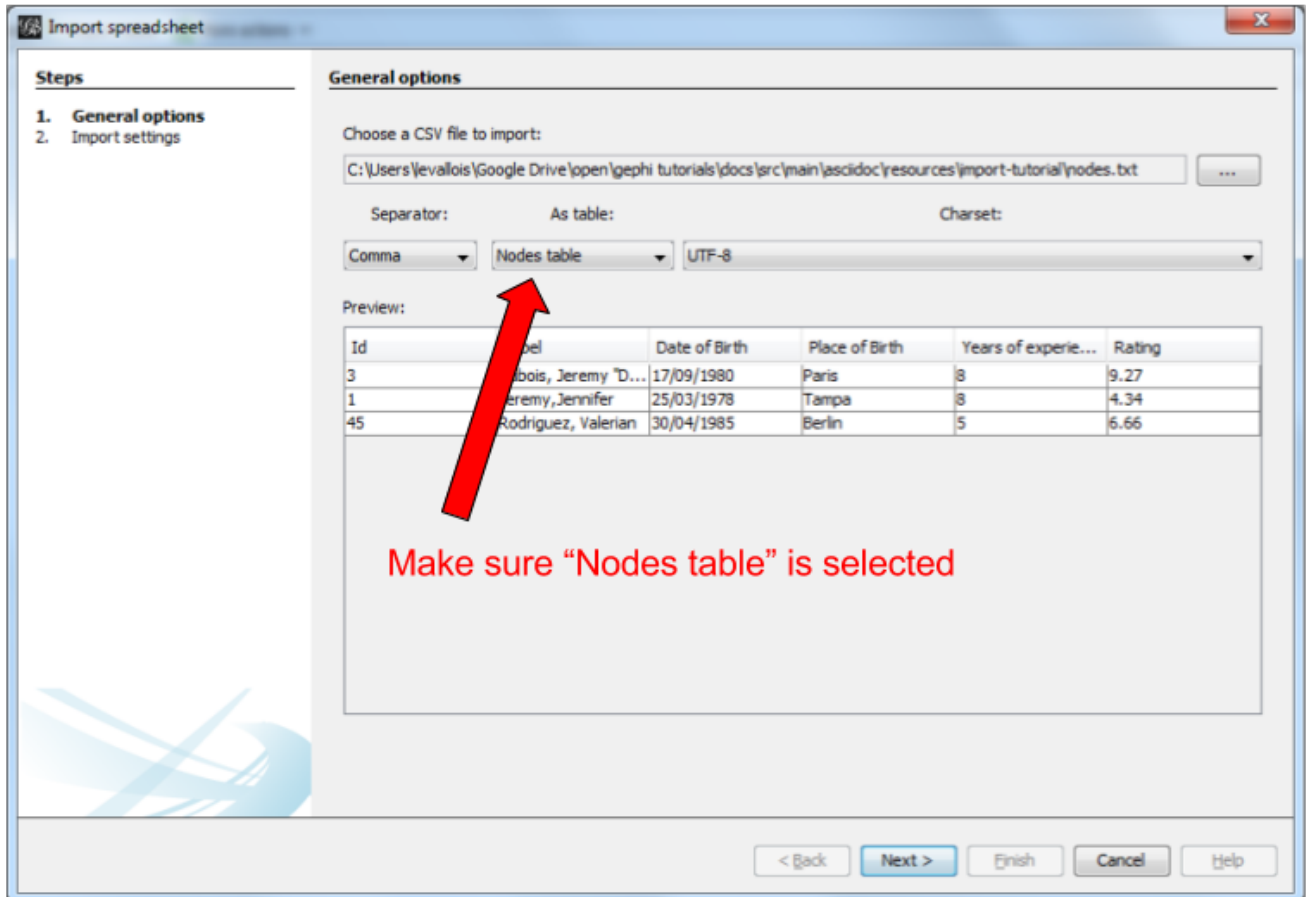 Import spreadsheet
Steps
1. General options
2. Import settings
General options
Choose a CSV file to import:
C:\Users\levallois\Google Drive\open\gephi tutorials\docs\src\main\asciidoc\resources\import-tutorial\nodes.txt ...
Separator: As table: Charset:
Comma Nodes table UTF-8
Preview:
Id Date of Birth Place of Birth Years of experie... Rating
3 Jeremy "D... 17/09/1980 Paris 8 9.27
1 Jennifer 25/03/1978 Tampa 8 4.34
45 Rodriguez, Valerian 30/04/1985 Berlin 5 6.66
Make sure “Nodes table” is selected
< Back Next > Finish Cancel Help